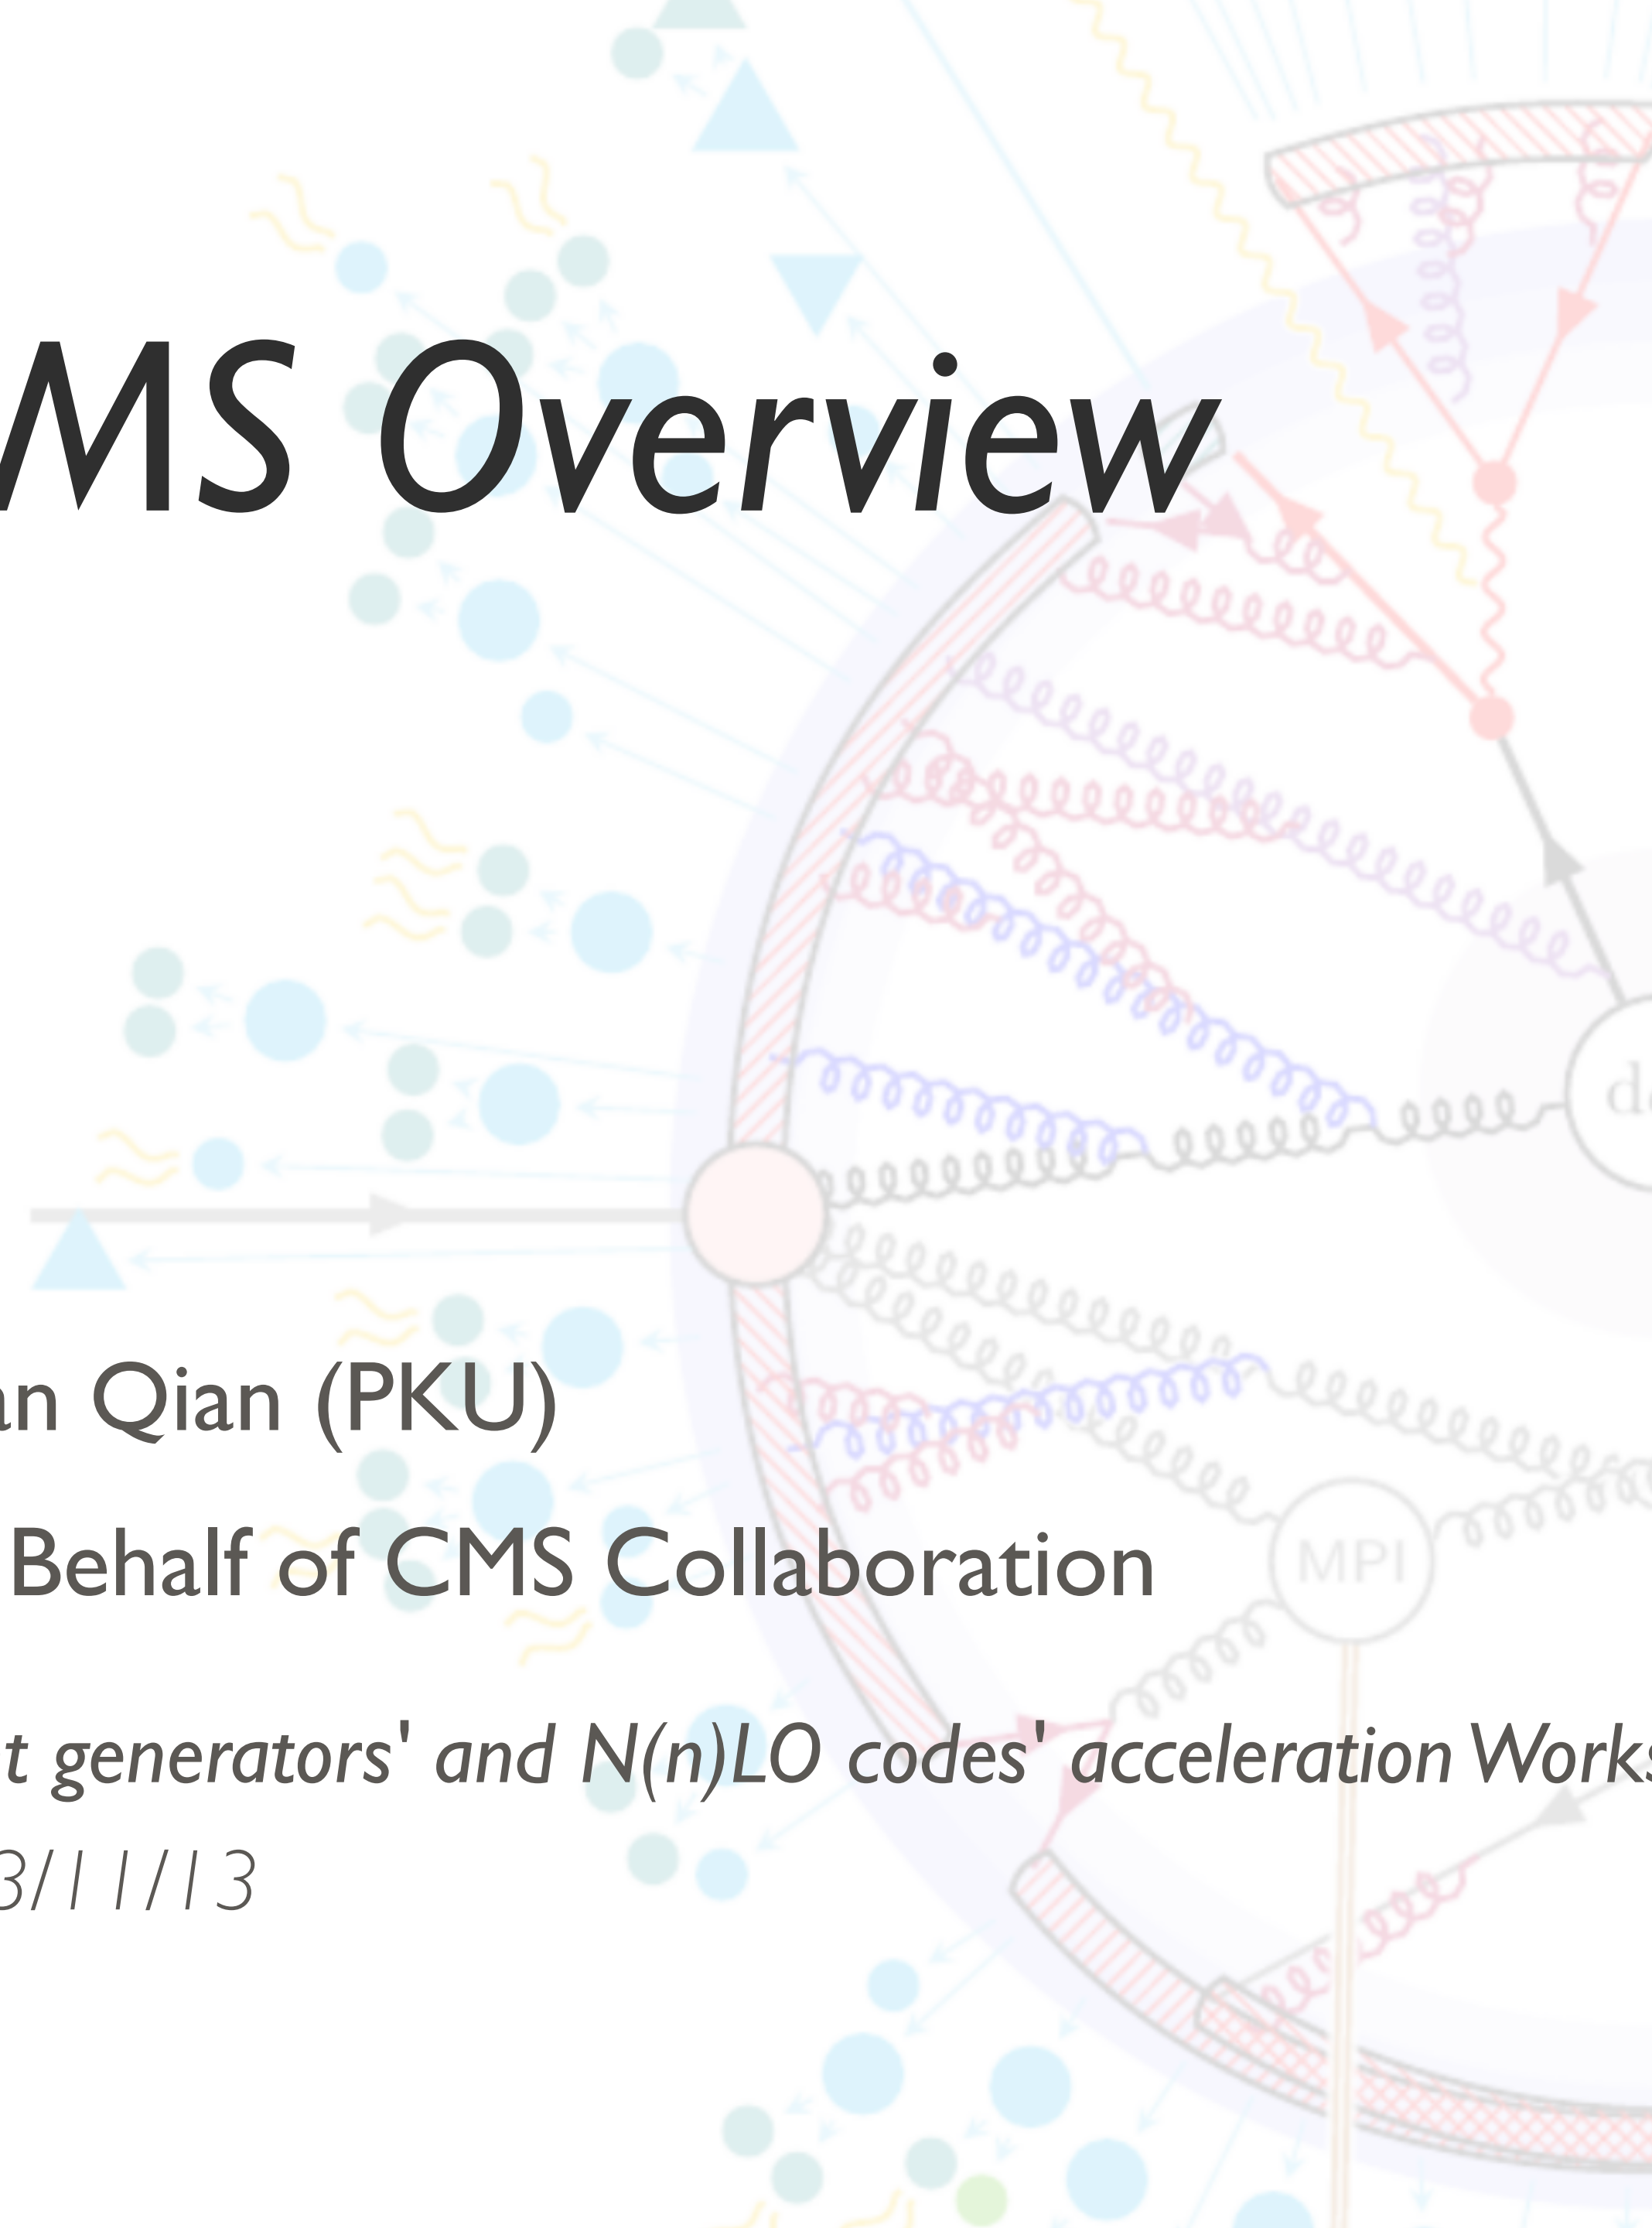 MS Overview
an Qian (PKU)
Behalf of CMS Collaboration
t generators' and N(n)LO codes' acceleration Works
3/11/13
MPI